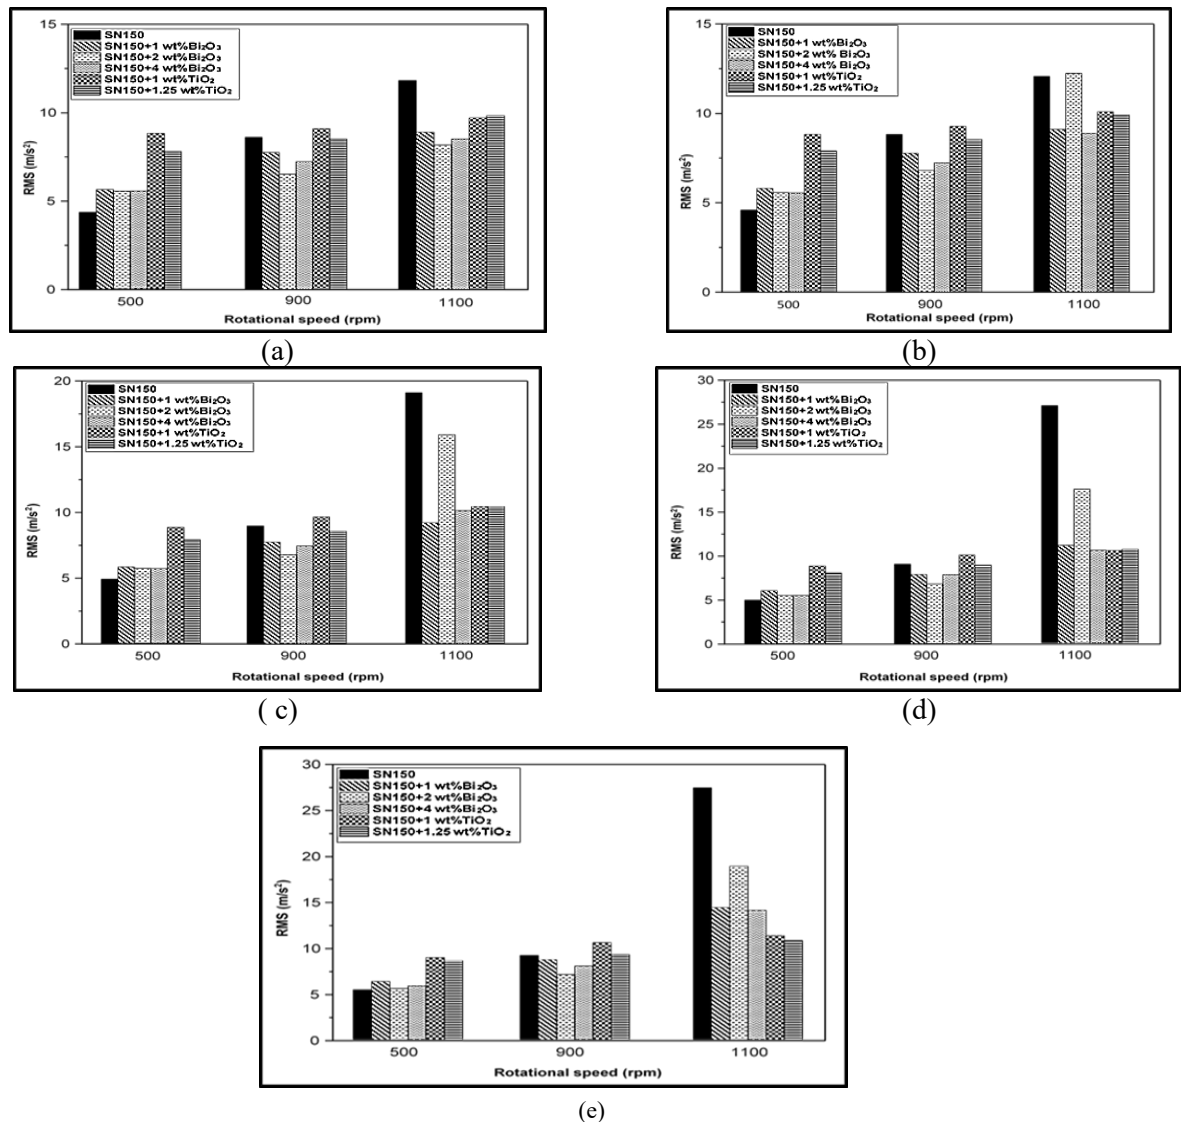 15
10
5
0
RMS (m/s²)
SN150
SN150+1 wt%Bi₂O₃
SN150+2 wt%Bi₂O₃
SN150+4 wt%Bi₂O₃
SN150+1 wt%TiO₂
SN150+1.25 wt%TiO₂
500 900 1100
Rotational speed (rpm)
(a)
15
10
5
0
RMS (m/s²)
SN150
SN150+1 wt%Bi₂O₃
SN150+2 wt% Bi₂O₃
SN150+4 wt% Bi₂O₃
SN150+1 wt%TiO₂
SN150+1.25 wt%TiO₂
500 900 1100
Rotational speed (rpm)
(b)
20
15
10
5
0
RMS (m/s²)
SN150
SN150+1 wt%Bi₂O₃
SN150+2 wt%Bi₂O₃
SN150+4 wt%Bi₂O₃
SN150+1 wt%TiO₂
SN150+1.25 wt%TiO₂
500 900 1100
Rotational speed (rpm)
( c)
30
25
20
15
10
5
0
RMS (m/s²)
SN150
SN150+1 wt%Bi₂O₃
SN150+2 wt%Bi₂O₃
SN150+4 wt%Bi₂O₃
SN150+1 wt%TiO₂
SN150+1.25 wt%TiO₂
500 900 1100
Rotational speed (rpm)
(d)
30
25
20
15
10
5
0
RMS (m/s²)
SN150
SN150+1 wt%Bi₂O₃
SN150+2 wt%Bi₂O₃
SN150+4 wt%Bi₂O₃
SN150+1 wt%TiO₂
SN150+1.25 wt%TiO₂
500 900 1100
Rotational speed (rpm)
(e)